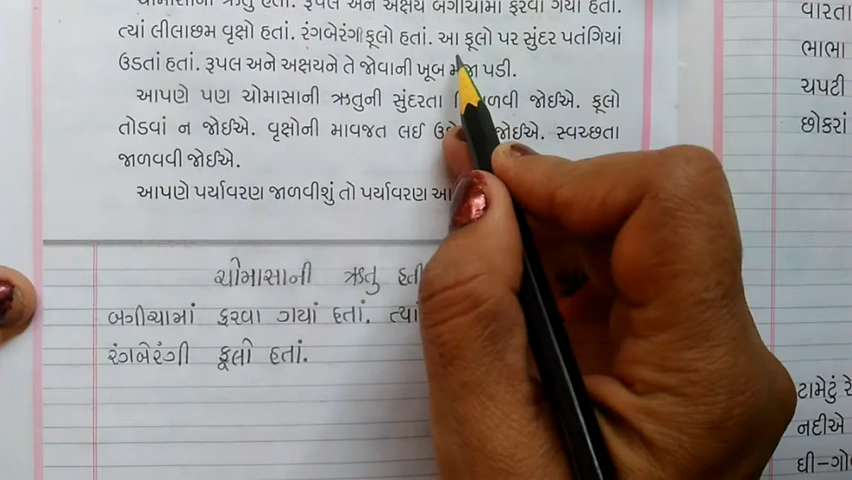 ચોમાસાની ઋતુ હતી. રૂપલ અને અક્ષય બગીચામાં ફરવા ગયાં હતાં.
ત્યાં લીલાછમ વૃક્ષો હતાં. રંગબેરંગી ફૂલો હતાં. આ ફૂલો પર સુંદર પતંગિયાં
ઉડતાં હતાં. રૂપલ અને અક્ષયને તે જોવાની ખૂબ મજા પડી.
આપણે પણ ચોમાસાની ઋતુની સુંદરતા જોઈએ. ફૂલો
તોડવાં ન જોઈએ. વૃક્ષોની માવજત લઈ જોઈએ. સ્વચ્છતા
જાળવવી જોઈએ.
આપણે પર્યાવરણ જાળવીશું તો પર્યાવરણ
ચોમાસાની ઋતુ હતી
બગીચામાં ફરવા ગયાં હતાં. ત્યાં
રંગબેરંગી ફૂલો હતાં.
વારતા
ભાભા
ચપટી
છોકરાં
ટામેટું રે
નદીએ
ઘી-ગોળ